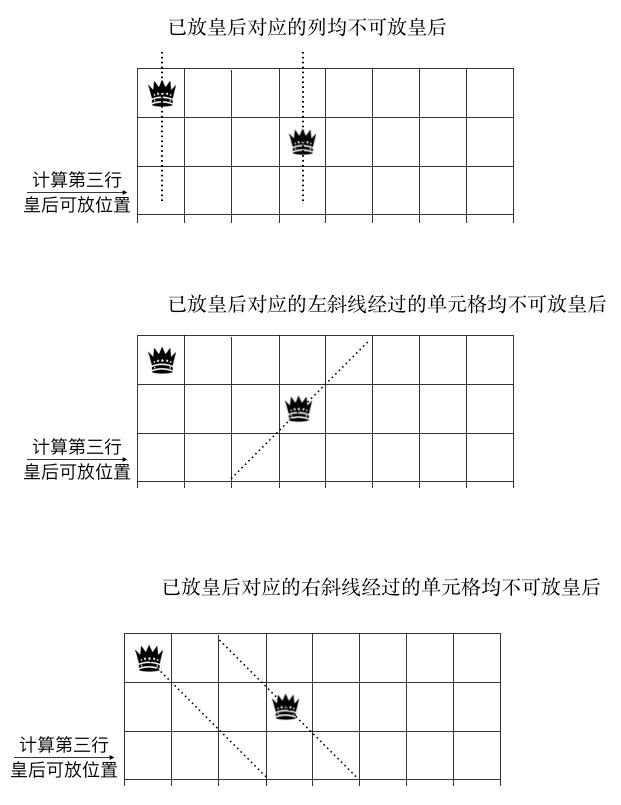 已放皇后对应的列均不可放皇后
计算第三行
皇后可放位置
已放皇后对应的左斜线经过的单元格均不可放皇后
计算第三行
皇后可放位置
已放皇后对应的右斜线经过的单元格均不可放皇后
计算第三行
皇后可放位置